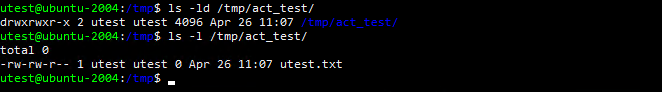 utest@ubuntu-2004:/tmp$ ls -ld /tmp/act_test/
drwxrwxr-x 2 utest utest 4096 Apr 26 11:07 /tmp/act_test/
utest@ubuntu-2004:/tmp$ ls -l /tmp/act_test/
total 0
-rw-rw-r-- 1 utest utest 0 Apr 26 11:07 utest.txt
utest@ubuntu-2004:/tmp$